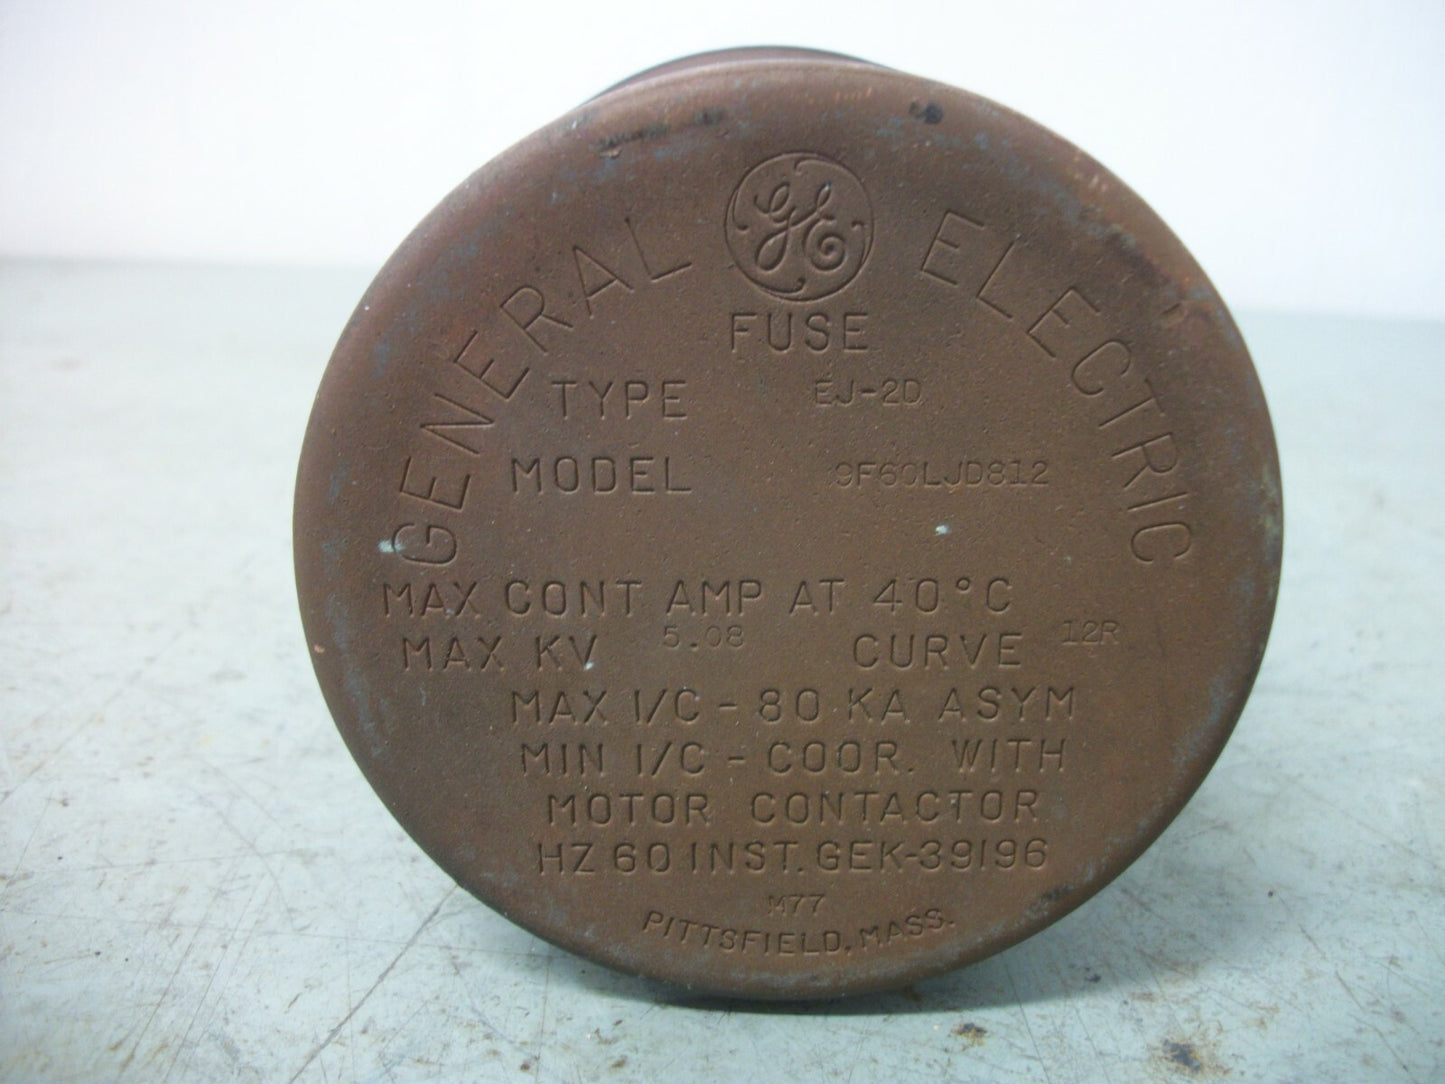 GE
GENERAL ELECTRIC
FUSE
TYPE EJ-2D
MODEL 9F60LJD812
MAX CONT AMP AT 40°C
MAX KV 5.08 CURVE 12R
MAX I/C - 80 KA ASYM
MIN I/C - COOR. WITH
MOTOR CONTACTOR
HZ 60 INST. GEK-39196
M77
PITTSFIELD, MASS.